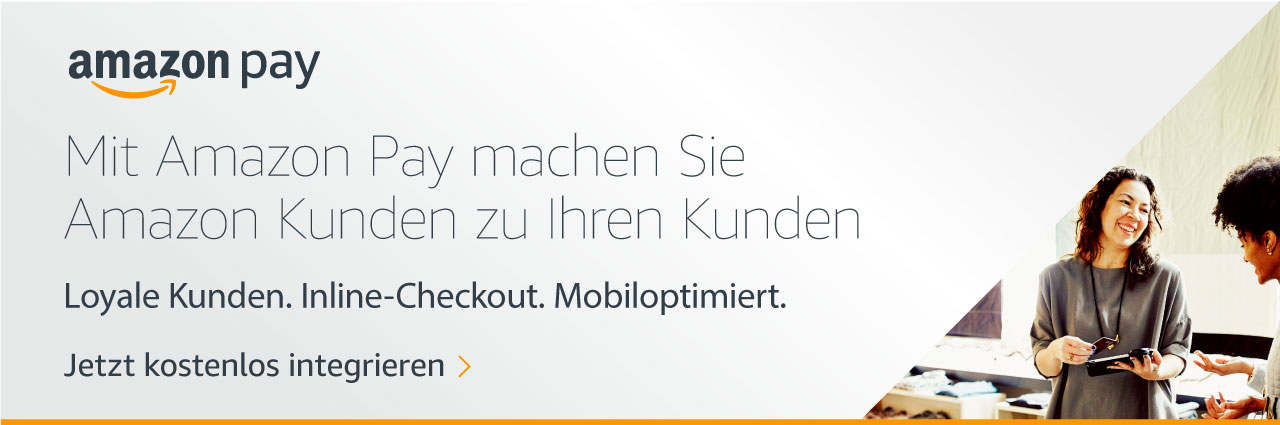 amazon pay
Mit Amazon Pay machen Sie
Amazon Kunden zu Ihren Kunden
Loyale Kunden. Inline-Checkout. Mobiloptimiert.
Jetzt kostenlos integrieren